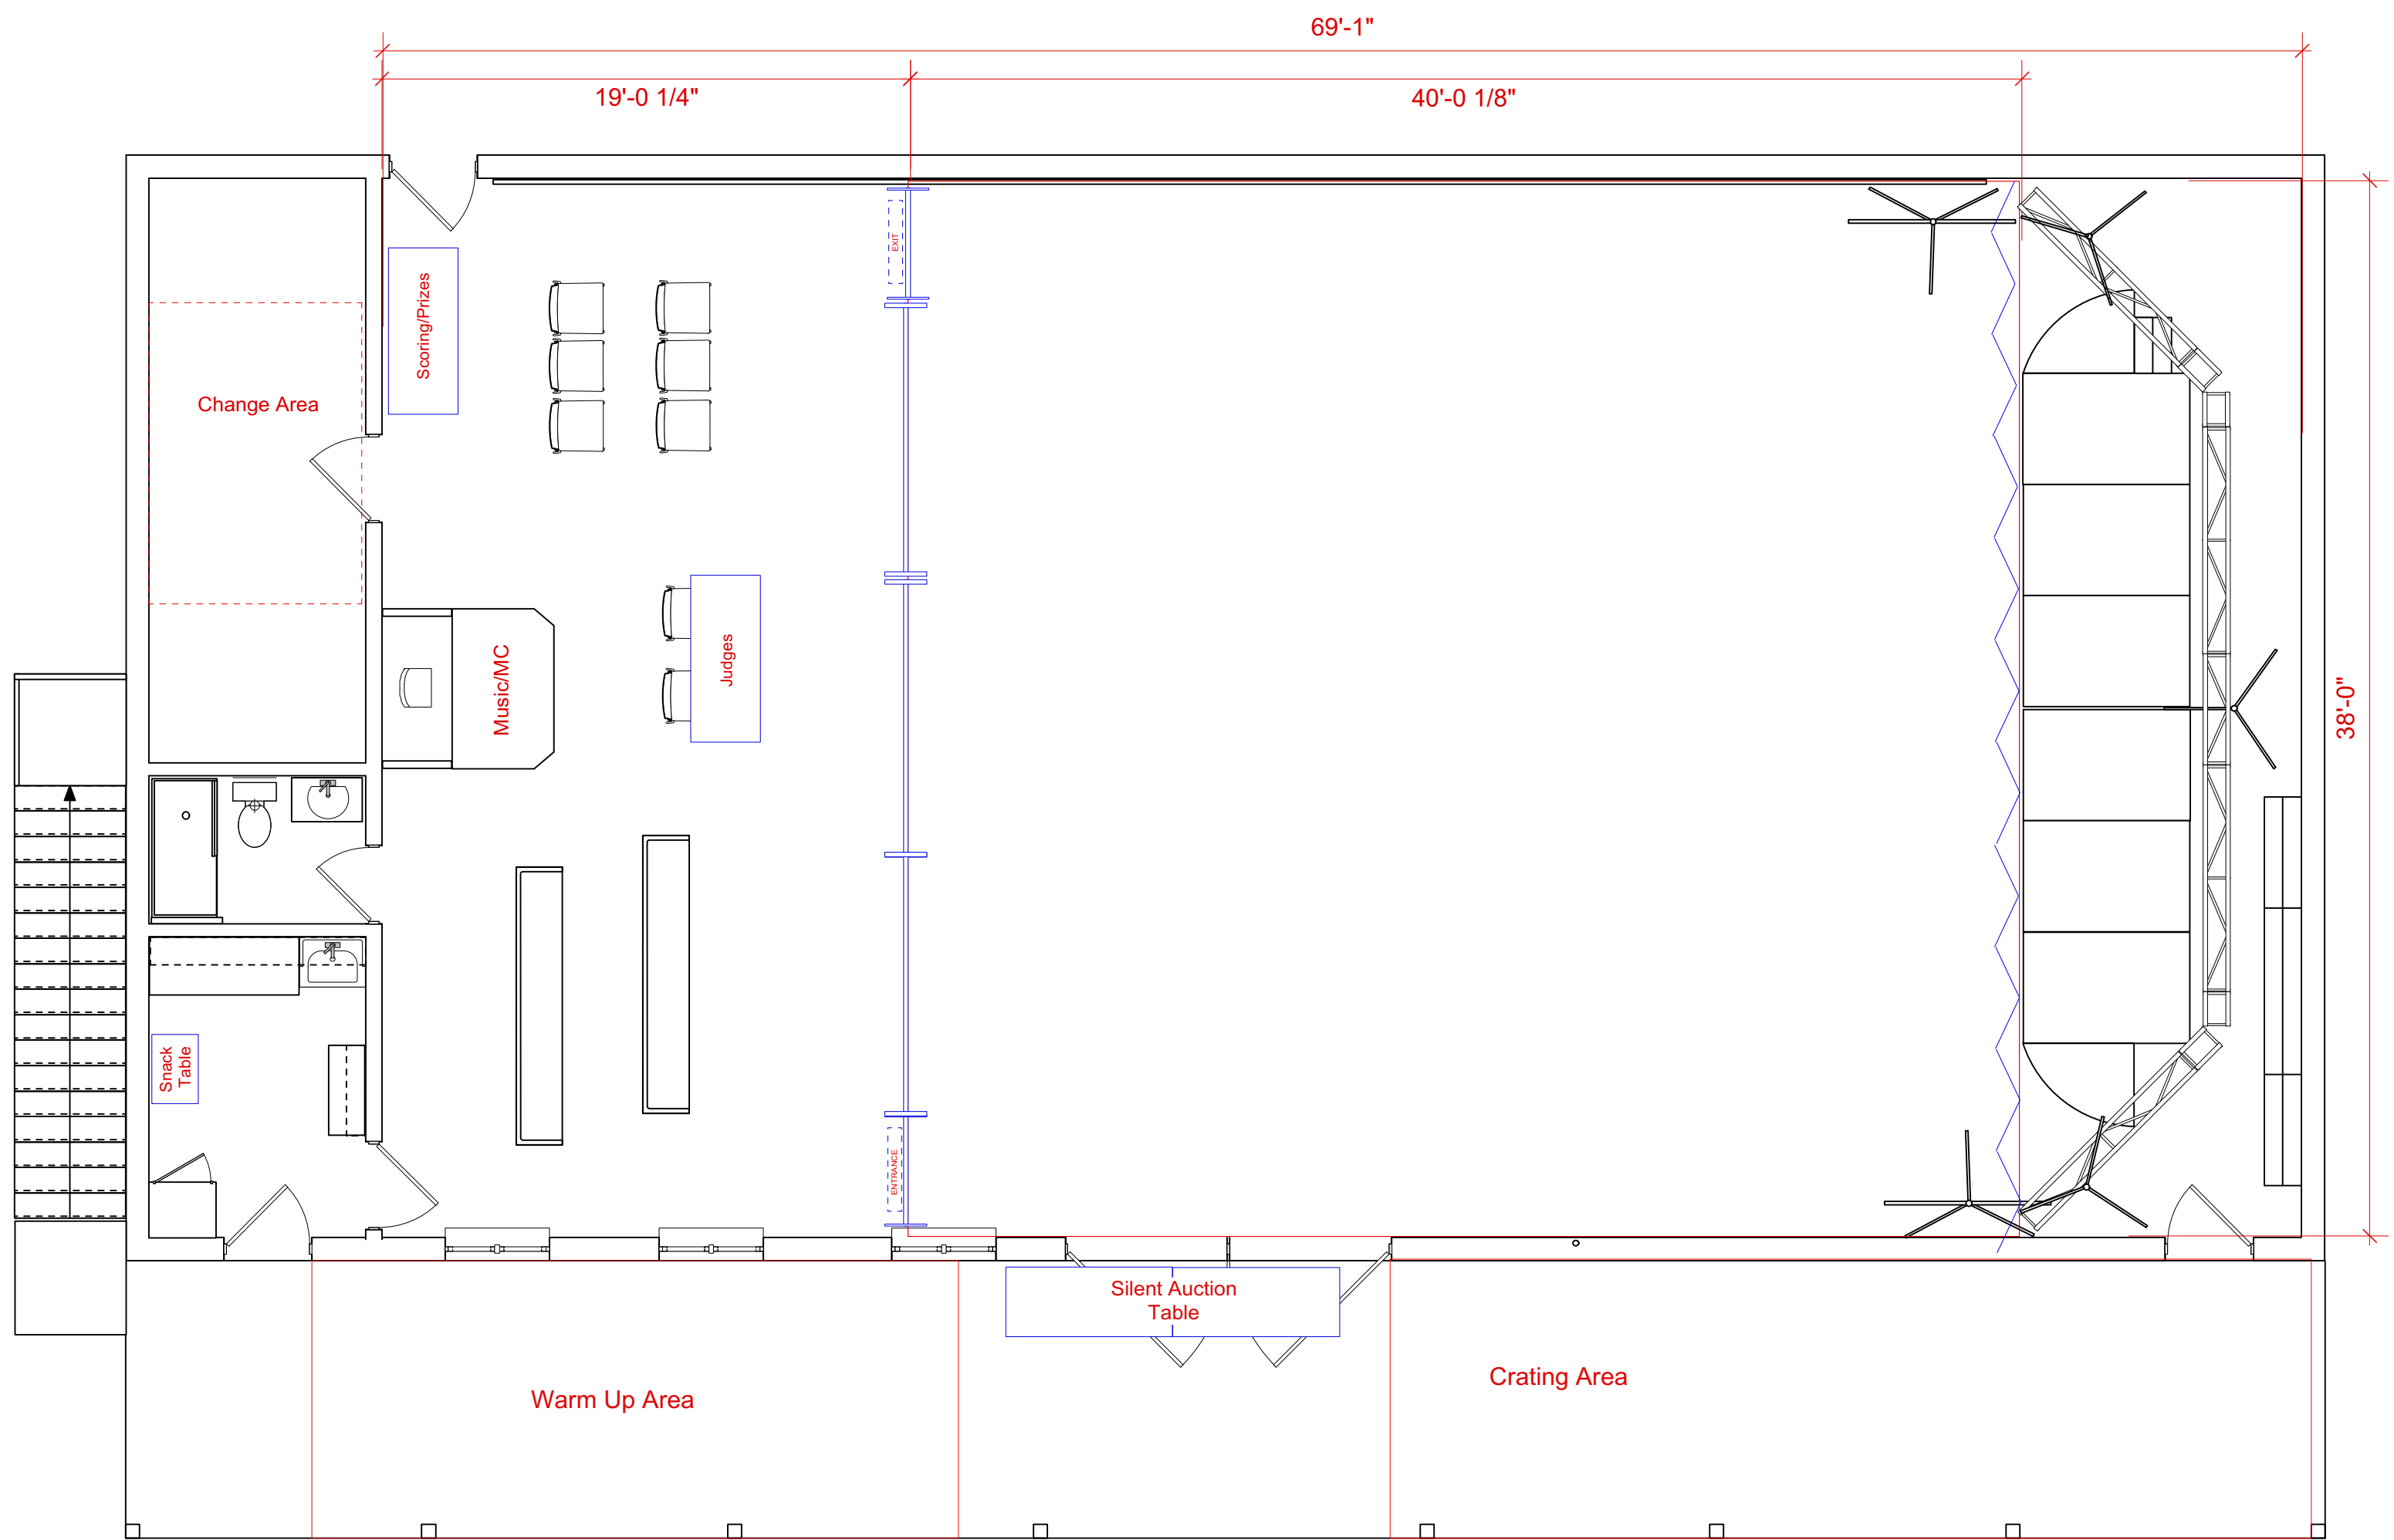 69'-1"
19'-0 1/4"
40'-0 1/8"
EXIT
Scoring/Prizes
Change Area
Judges
Music/MC
38'-0"
Snack
Table
ENTRANCE
Silent Auction
Table
Crating Area
Warm Up Area